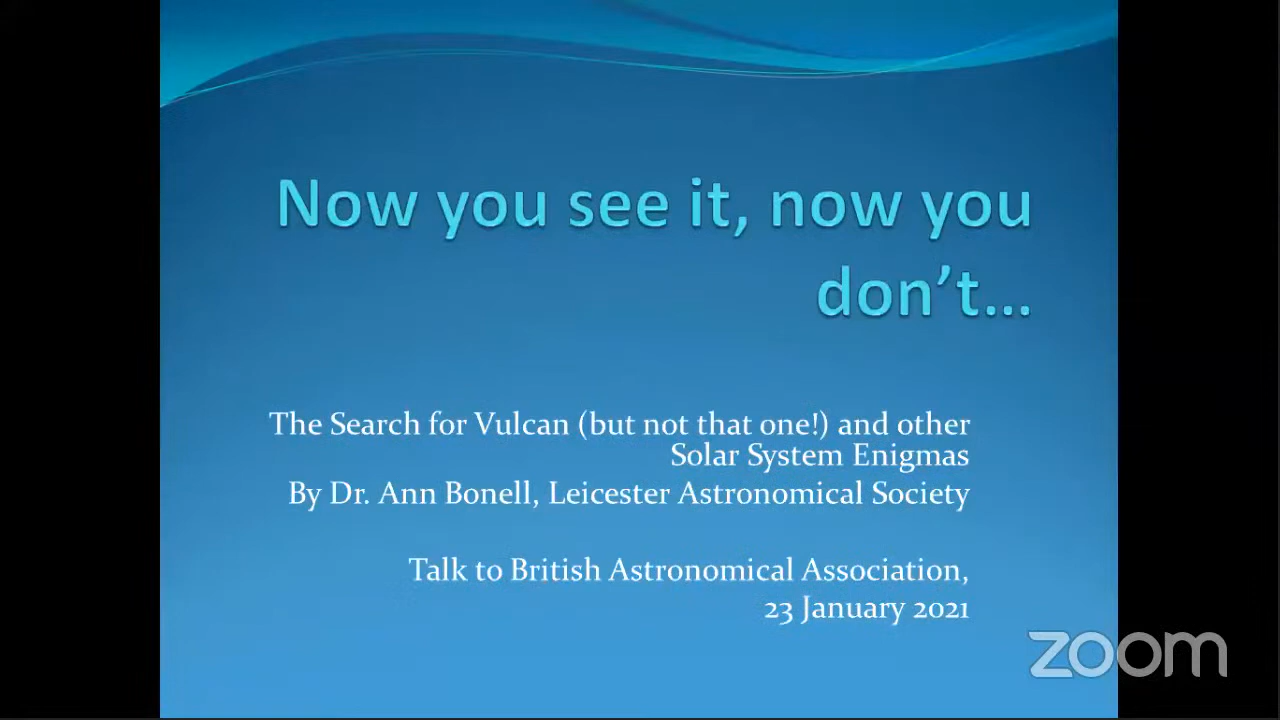 Now you see it, now you
don’t…
The Search for Vulcan (but not that one!) and other
Solar System Enigmas
By Dr. Ann Bonell, Leicester Astronomical Society
Talk to British Astronomical Association,
23 January 2021
zoom